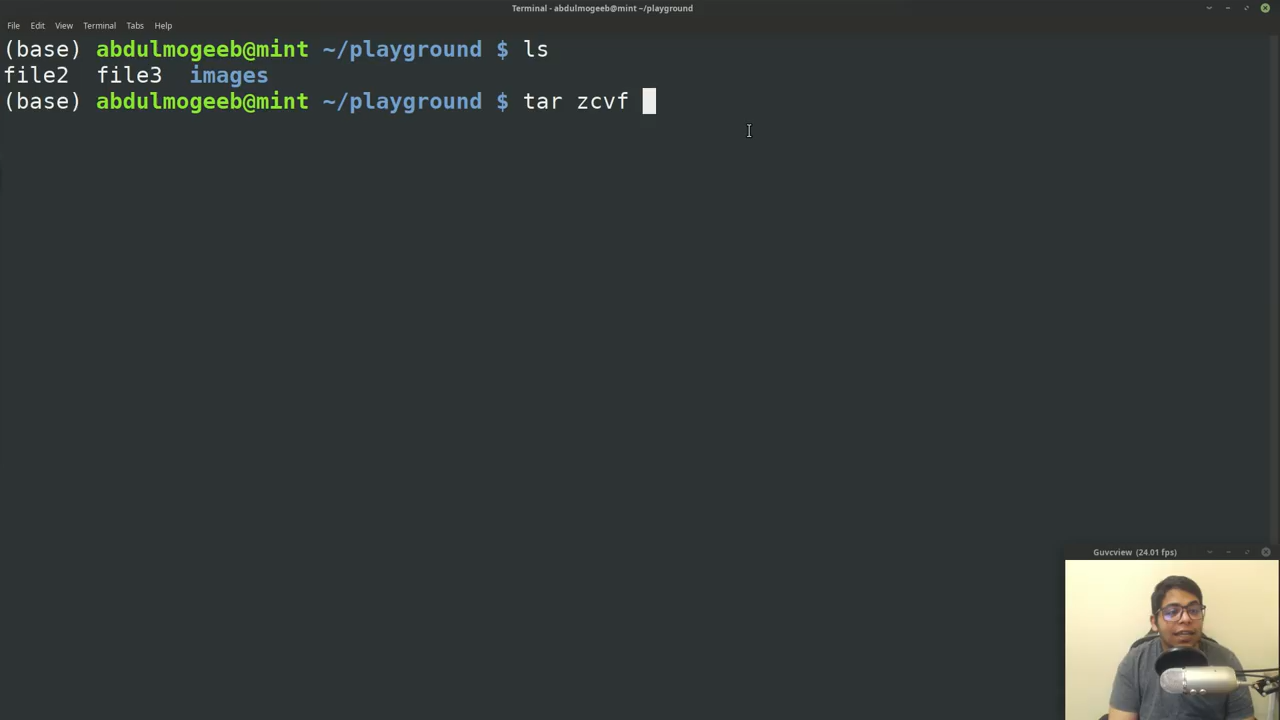 Terminal - abdulmogeeb@mint ~/playground
File Edit View Terminal Tabs Help
(base) abdulmogeeb@mint ~/playground $ ls
file2 file3 images
(base) abdulmogeeb@mint ~/playground $ tar zcvf
Guvcview (24.01 fps)